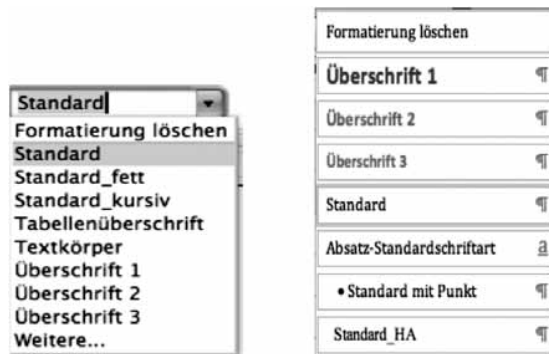 Standard
Formatierung löschen
Standard
Standard_fett
Standard_kursiv
Tabellenüberschrift
Textkörper
Überschrift 1
Überschrift 2
Überschrift 3
Weitere...
Formatierung löschen
Überschrift 1 ¶
Überschrift 2 ¶
Überschrift 3 ¶
Standard ¶
Absatz-Standardschriftart a
• Standard mit Punkt ¶
Standard_HA ¶